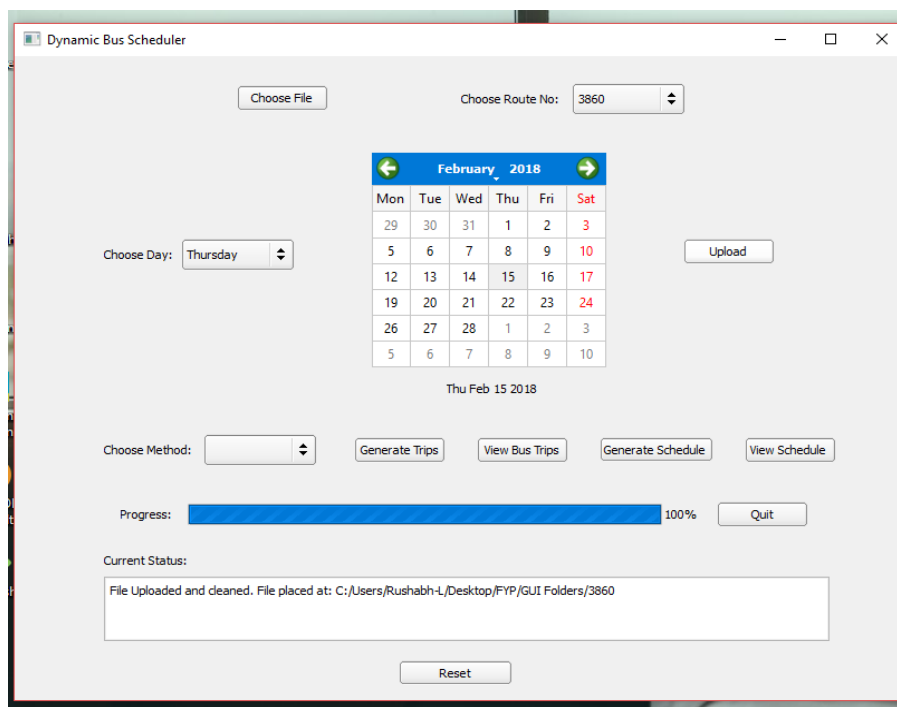 Dynamic Bus Scheduler
Choose File Choose Route No: 3860
February 2018
Mon Tue Wed Thu Fri Sat
29 30 31 1 2 3
5 6 7 8 9 10
Choose Day: Thursday Upload
12 13 14 15 16 17
19 20 21 22 23 24
26 27 28 1 2 3
5 6 7 8 9 10
Thu Feb 15 2018
Choose Method: Generate Trips View Bus Trips Generate Schedule View Schedule
Progress: 100% Quit
Current Status:
File Uploaded and cleaned. File placed at: C:/Users/Rushabh-L/Desktop/FYP/GUI Folders/3860
Reset